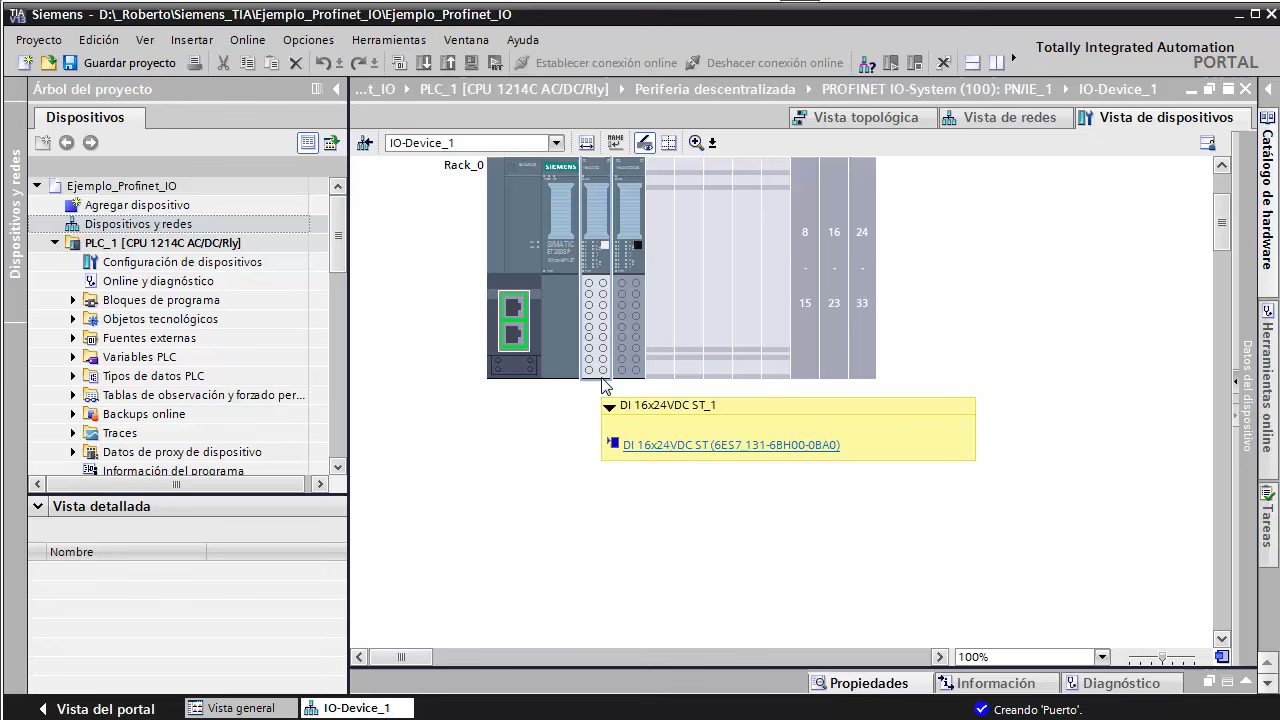 Siemens - D:\_Roberto\Siemens_TIA\Ejemplo_Profinet_IO\Ejemplo_Profinet_IO
Proyecto Edición Ver Insertar Online Opciones Herramientas Ventana Ayuda
Totally Integrated Automation
PORTAL
Guardar proyecto Establecer conexión online Deshacer conexión online
Árbol del proyecto
...t_IO PLC_1 [CPU 1214C AC/DC/Rly] Periferia descentralizada PROFINET IO-System (100): PN/IE_1 IO-Device_1
Dispositivos
Vista topológica Vista de redes Vista de dispositivos
IO-Device_1
NAME
Rack_0
SIEMENS
SIMATIC
ET 200SP
8 16 24
- - -
15 23 33
DI 16x24VDC ST_1
DI 16x24VDC ST (6ES7 131-6BH00-0BA0)
Ejemplo_Profinet_IO
Agregar dispositivo
Dispositivos y redes
PLC_1 [CPU 1214C AC/DC/Rly]
Configuración de dispositivos
Online y diagnóstico
Bloques de programa
Objetos tecnológicos
Fuentes externas
Variables PLC
Tipos de datos PLC
Tablas de observación y forzado per...
Backups online
Traces
Datos de proxy de dispositivo
Información del programa
Vista detallada
Nombre
Dispositivos y redes
Datos del dispositivo
Catálogo de hardware
Herramientas online
Tareas
100%
Propiedades Información Diagnóstico
Vista del portal Vista general IO-Device_1
Creando 'Puerto'.